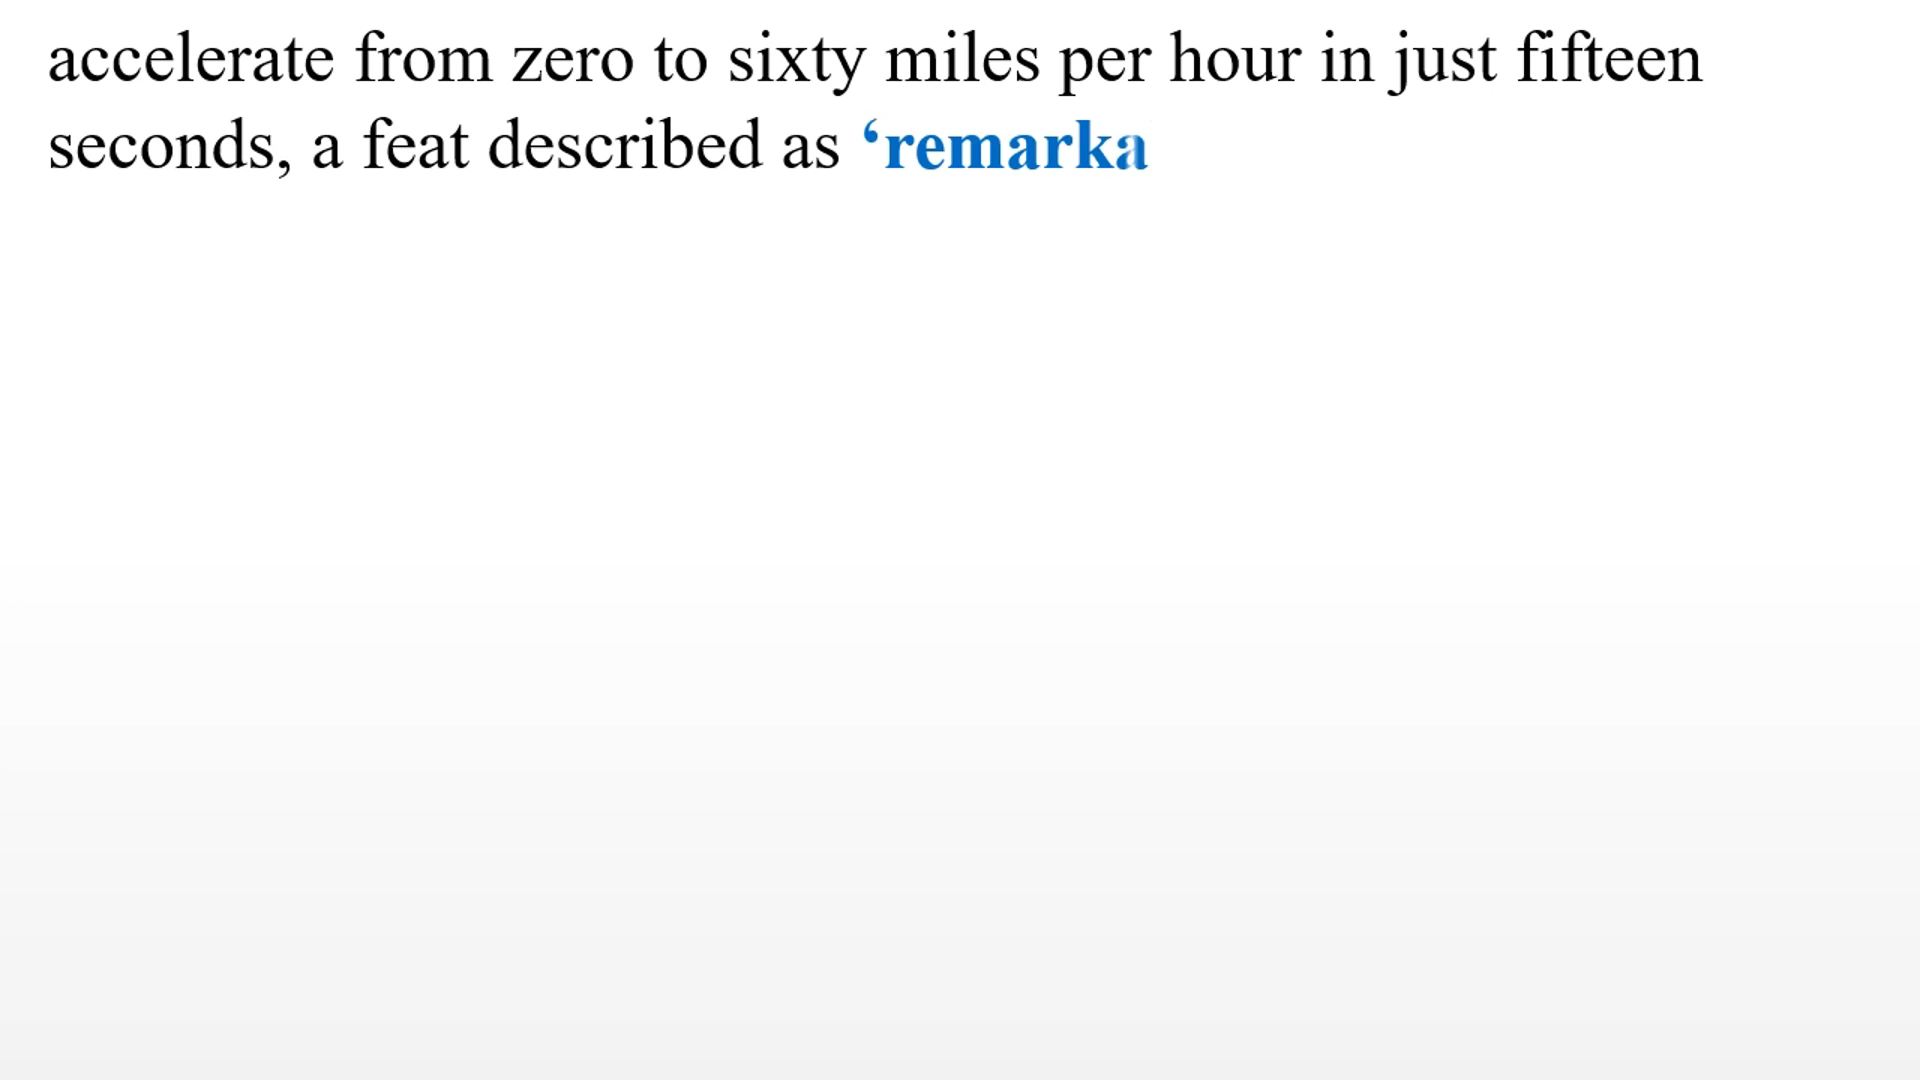 accelerate from zero to sixty miles per hour in just fifteen
seconds, a feat described as ‘remarka